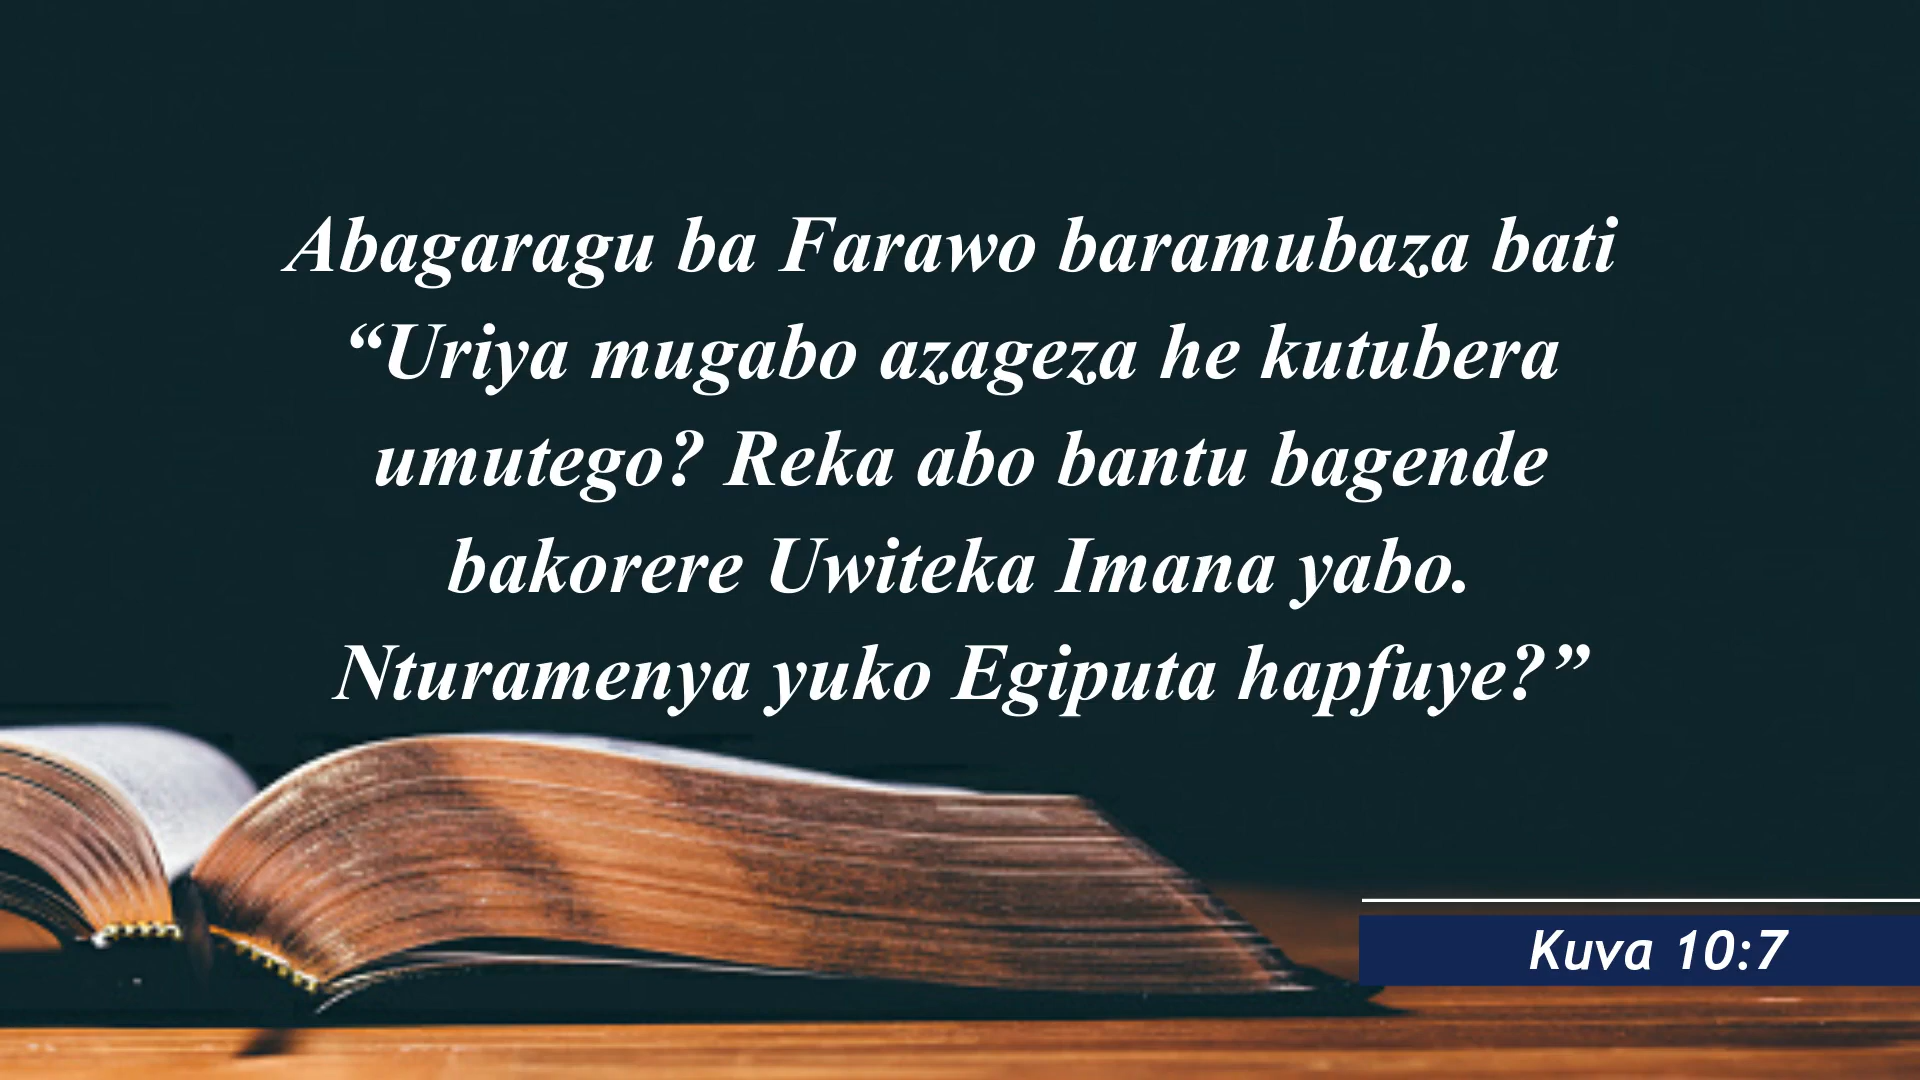 Abagaragu ba Farawo baramubaza bati
“Uriya mugabo azageza he kutubera
umutego? Reka abo bantu bagende
bakorere Uwiteka Imana yabo.
Nturamenya yuko Egiputa hapfuye?”
Kuva 10:7